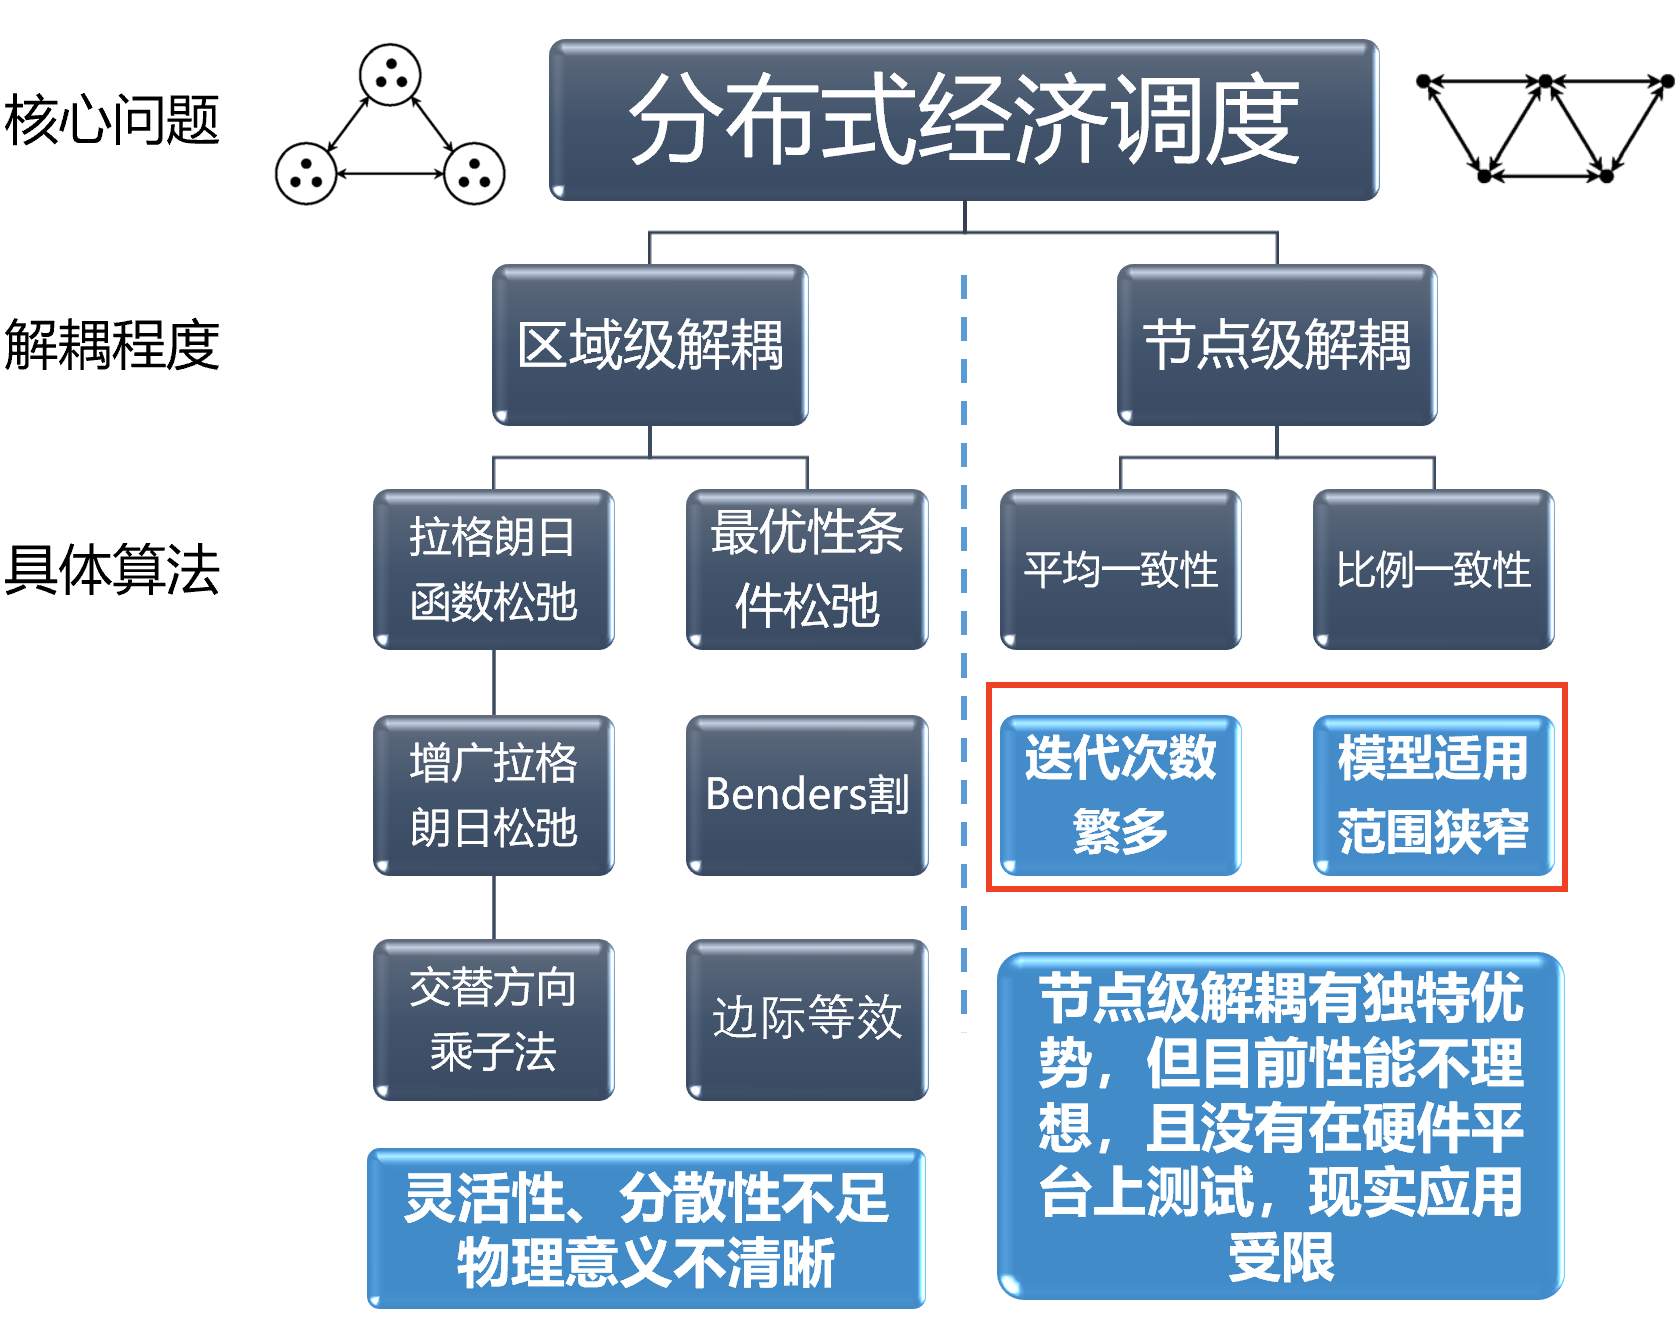 核心问题
分布式经济调度
解耦程度
区域级解耦
节点级解耦
具体算法
拉格朗日
函数松弛
最优性条
件松弛
平均一致性
比例一致性
增广拉格
朗日松弛
Benders割
迭代次数
繁多
模型适用
范围狭窄
交替方向
乘子法
边际等效
节点级解耦有独特优
势，但目前性能不理
想，且没有在硬件平
台上测试，现实应用
受限
灵活性、分散性不足
物理意义不清晰